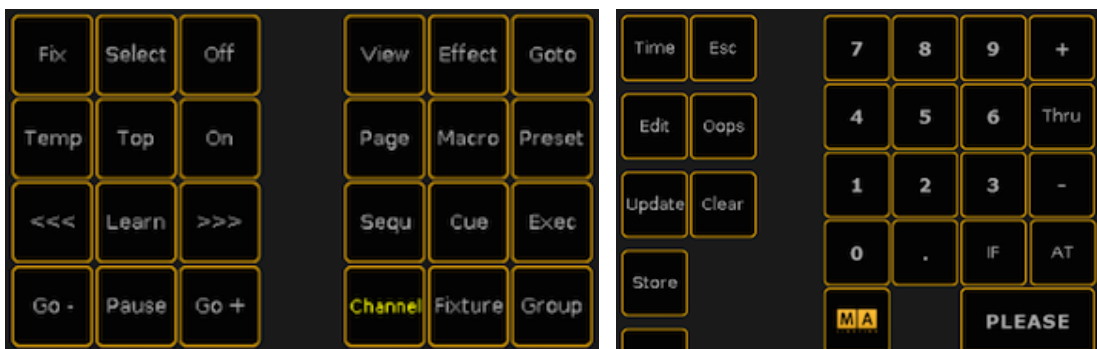 Fix Select Off View Effect Goto
Temp Top On Page Macro Preset
<<< Learn >>> Sequ Cue Exec
Go - Pause Go + Channel Fixture Group
Time Esc 7 8 9 +
Edit Oops 4 5 6 Thru
Update Clear 1 2 3 -
Store 0 . IF AT
MA PLEASE